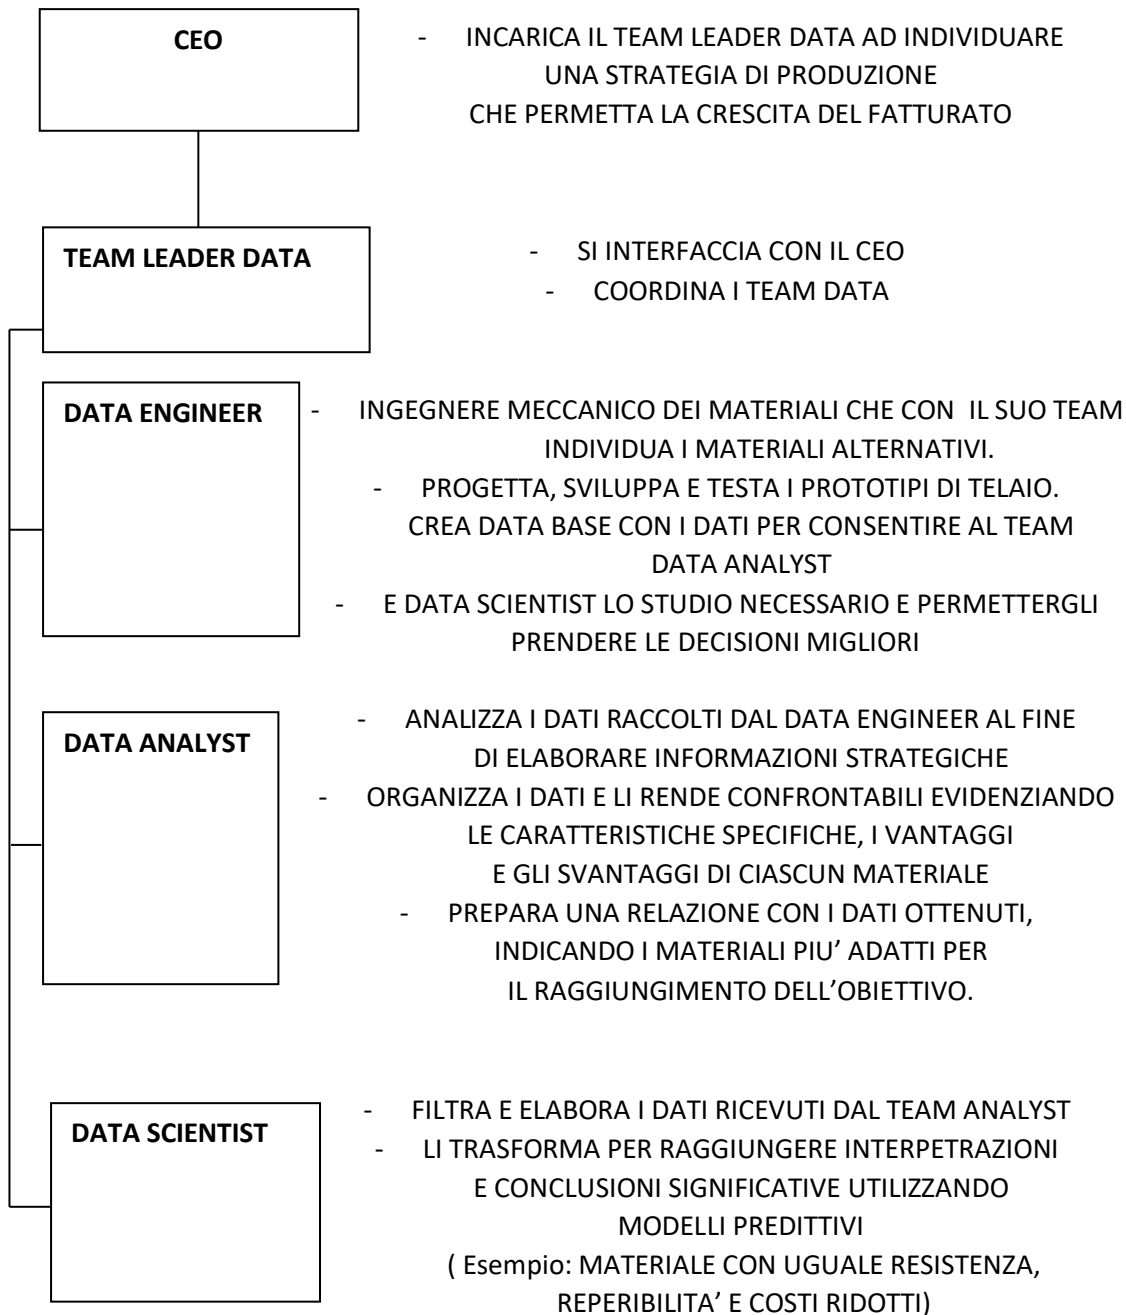 CEO
- INCARICA IL TEAM LEADER DATA AD INDIVIDUARE
UNA STRATEGIA DI PRODUZIONE
CHE PERMETTA LA CRESCITA DEL FATTURATO
TEAM LEADER DATA
- SI INTERFACCIA CON IL CEO
- COORDINA I TEAM DATA
DATA ENGINEER
- INGEGNERE MECCANICO DEI MATERIALI CHE CON IL SUO TEAM
INDIVIDUA I MATERIALI ALTERNATIVI.
- PROGETTA, SVILUPPA E TESTA I PROTOTIPI DI TELAIO.
CREA DATA BASE CON I DATI PER CONSENTIRE AL TEAM
DATA ANALYST
- E DATA SCIENTIST LO STUDIO NECESSARIO E PERMETTERGLI
PRENDERE LE DECISIONI MIGLIORI
DATA ANALYST
- ANALIZZA I DATI RACCOLTI DAL DATA ENGINEER AL FINE
DI ELABORARE INFORMAZIONI STRATEGICHE
- ORGANIZZA I DATI E LI RENDE CONFRONTABILI EVIDENZIANDO
LE CARATTERISTICHE SPECIFICHE, I VANTAGGI
E GLI SVANTAGGI DI CIASCUN MATERIALE
- PREPARA UNA RELAZIONE CON I DATI OTTENUTI,
INDICANDO I MATERIALI PIU’ ADATTI PER
IL RAGGIUNGIMENTO DELL’OBIETTIVO.
DATA SCIENTIST
- FILTRA E ELABORA I DATI RICEVUTI DAL TEAM ANALYST
- LI TRASFORMA PER RAGGIUNGERE INTERPETRAZIONI
E CONCLUSIONI SIGNIFICATIVE UTILIZZANDO
MODELLI PREDITTIVI
( Esempio: MATERIALE CON UGUALE RESISTENZA,
REPERIBILITA’ E COSTI RIDOTTI)